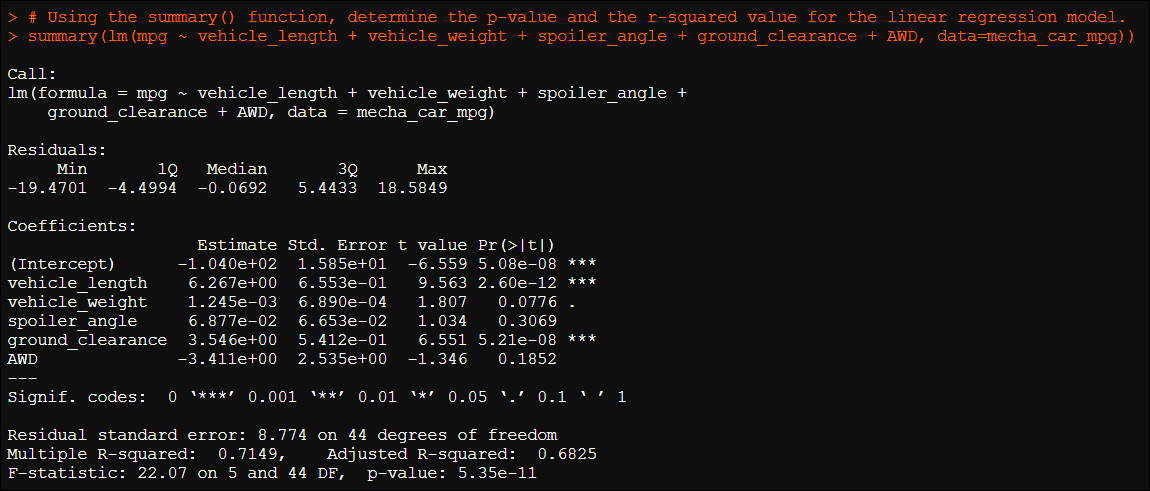 > # Using the summary() function, determine the p-value and the r-squared value for the linear regression model.
> summary(lm(mpg ~ vehicle_length + vehicle_weight + spoiler_angle + ground_clearance + AWD, data=mecha_car_mpg))

Call:
lm(formula = mpg ~ vehicle_length + vehicle_weight + spoiler_angle +
    ground_clearance + AWD, data = mecha_car_mpg)

Residuals:
     Min       1Q   Median       3Q      Max
-19.4701  -4.4994  -0.0692   5.4433  18.5849

Coefficients:
                   Estimate Std. Error t value Pr(>|t|)
(Intercept)      -1.040e+02  1.585e+01  -6.559 5.08e-08 ***
vehicle_length    6.267e+00  6.553e-01   9.563 2.60e-12 ***
vehicle_weight    1.245e-03  6.890e-04   1.807   0.0776 .
spoiler_angle     6.877e-02  6.653e-02   1.034   0.3069
ground_clearance  3.546e+00  5.412e-01   6.551 5.21e-08 ***
AWD              -3.411e+00  2.535e+00  -1.346   0.1852
---
Signif. codes:  0 ‘***’ 0.001 ‘**’ 0.01 ‘*’ 0.05 ‘.’ 0.1 ‘ ’ 1

Residual standard error: 8.774 on 44 degrees of freedom
Multiple R-squared:  0.7149,    Adjusted R-squared:  0.6825
F-statistic: 22.07 on 5 and 44 DF,  p-value: 5.35e-11